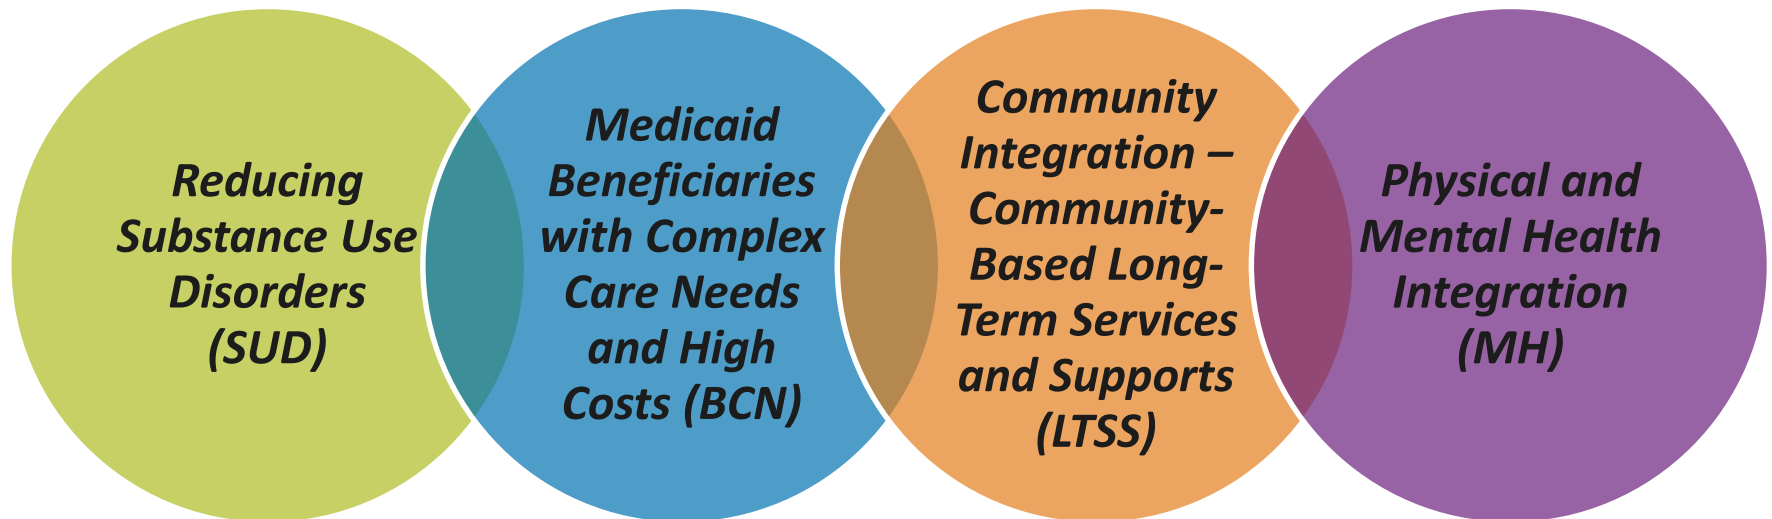 Reducing
Substance Use
Disorders
(SUD)
Medicaid
Beneficiaries
with Complex
Care Needs
and High
Costs (BCN)
Community
Integration –
Community-
Based Long-
Term Services
and Supports
(LTSS)
Physical and
Mental Health
Integration
(MH)